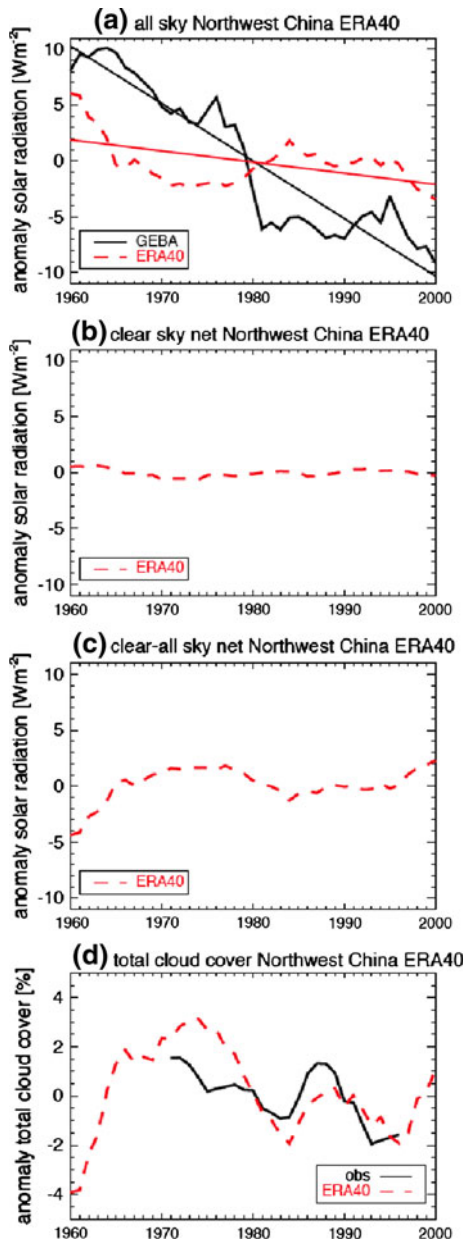 (a) all sky Northwest China ERA40
anomaly solar radiation [Wm-2]
10
5
0
-5
-10
GEBA
ERA40
1960 1970 1980 1990 2000
(b) clear sky net Northwest China ERA40
anomaly solar radiation [Wm-2]
10
5
0
-5
-10
ERA40
1960 1970 1980 1990 2000
(c) clear-all sky net Northwest China ERA40
anomaly solar radiation [Wm-2]
10
5
0
-5
-10
ERA40
1960 1970 1980 1990 2000
(d) total cloud cover Northwest China ERA40
anomaly total cloud cover [%]
4
2
0
-2
-4
obs
ERA40
1960 1970 1980 1990 2000